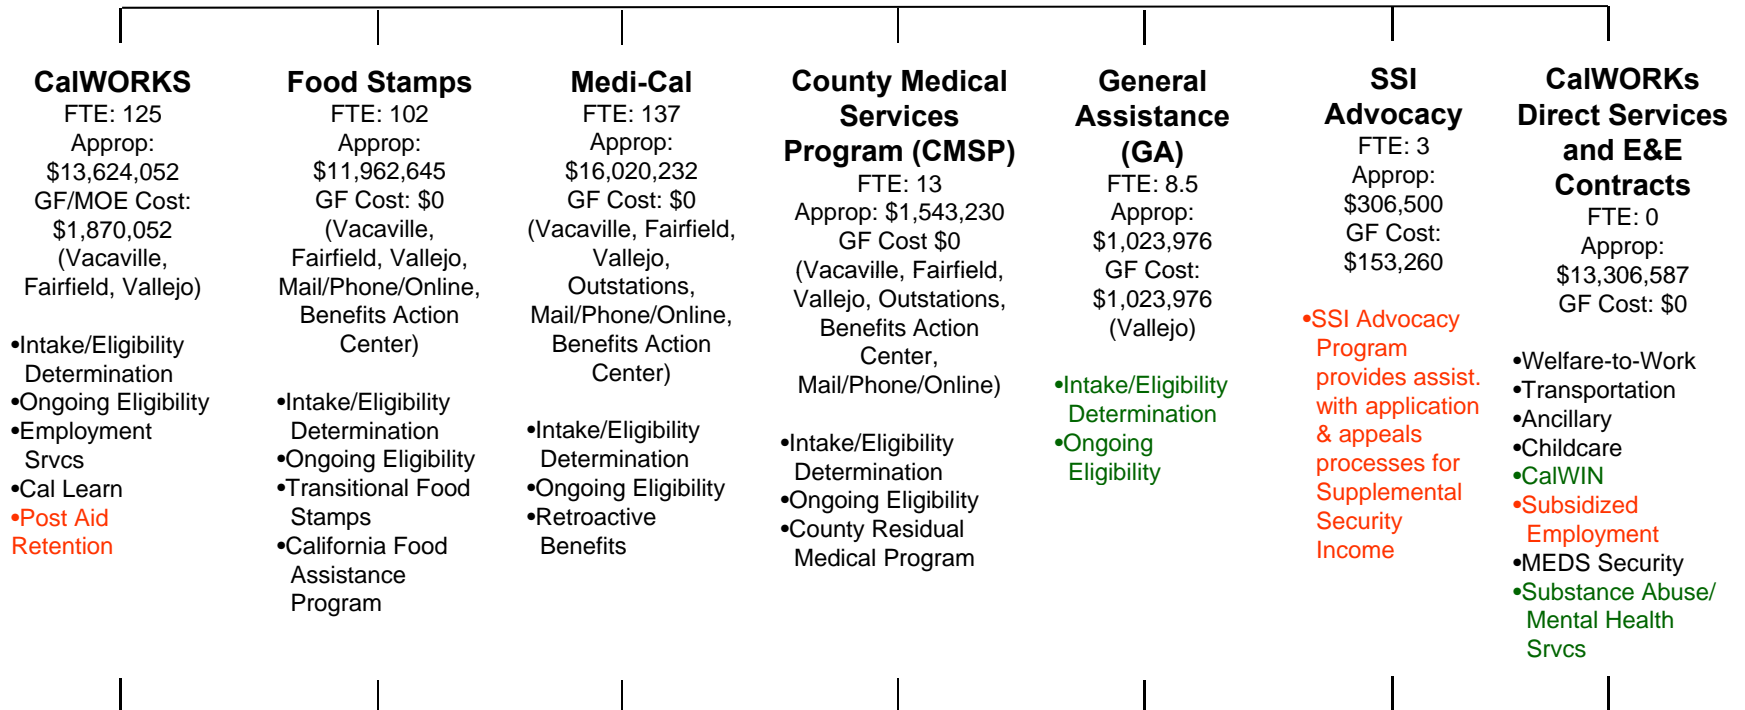 CalWORKS
FTE: 125
Approp:
$13,624,052
GF/MOE Cost:
$1,870,052
(Vacaville,
Fairfield, Vallejo)
•Intake/Eligibility
Determination
•Ongoing Eligibility
•Employment
Srvcs
•Cal Learn
•Post Aid
Retention
Food Stamps
FTE: 102
Approp:
$11,962,645
GF Cost: $0
(Vacaville,
Fairfield, Vallejo,
Mail/Phone/Online,
Benefits Action
Center)
•Intake/Eligibility
Determination
•Ongoing Eligibility
•Transitional Food
Stamps
•California Food
Assistance
Program
Medi-Cal
FTE: 137
Approp:
$16,020,232
GF Cost: $0
(Vacaville, Fairfield,
Vallejo,
Outstations,
Mail/Phone/Online,
Benefits Action
Center)
•Intake/Eligibility
Determination
•Ongoing Eligibility
•Retroactive
Benefits
County Medical
Services
Program (CMSP)
FTE: 13
Approp: $1,543,230
GF Cost $0
(Vacaville, Fairfield,
Vallejo, Outstations,
Benefits Action
Center,
Mail/Phone/Online)
•Intake/Eligibility
Determination
•Ongoing Eligibility
•County Residual
Medical Program
General
Assistance
(GA)
FTE: 8.5
Approp:
$1,023,976
GF Cost:
$1,023,976
(Vallejo)
•Intake/Eligibility
Determination
•Ongoing
Eligibility
SSI
Advocacy
FTE: 3
Approp:
$306,500
GF Cost:
$153,260
•SSI Advocacy
Program
provides assist.
with application
& appeals
processes for
Supplemental
Security
Income
CalWORKs
Direct Services
and E&E
Contracts
FTE: 0
Approp:
$13,306,587
GF Cost: $0
•Welfare-to-Work
•Transportation
•Ancillary
•Childcare
•CalWIN
•Subsidized
Employment
•MEDS Security
•Substance Abuse/
Mental Health
Srvcs